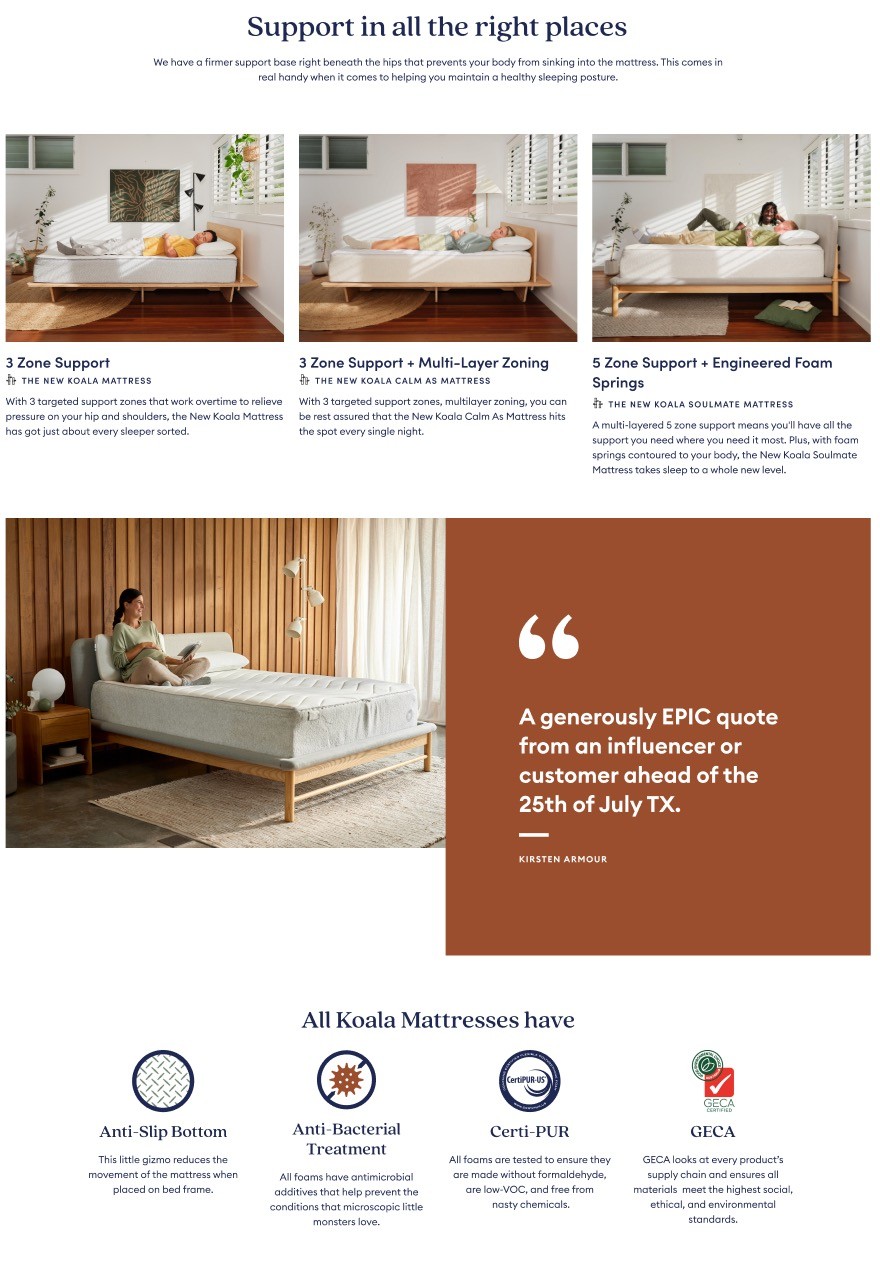 Support in all the right places
We have a firmer support base right beneath the hips that prevents your body from sinking into the mattress. This comes in
real handy when it comes to helping you maintain a healthy sleeping posture.
3 Zone Support
THE NEW KOALA MATTRESS
With 3 targeted support zones that work overtime to relieve
pressure on your hip and shoulders, the New Koala Mattress
has got just about every sleeper sorted.
3 Zone Support + Multi-Layer Zoning
THE NEW KOALA CALM AS MATTRESS
With 3 targeted support zones, multilayer zoning, you can
be rest assured that the New Koala Calm As Mattress hits
the spot every single night.
5 Zone Support + Engineered Foam
Springs
THE NEW KOALA SOULMATE MATTRESS
A multi-layered 5 zone support means you'll have all the
support you need where you need it most. Plus, with foam
springs contoured to your body, the New Koala Soulmate
Mattress takes sleep to a whole new level.
“
A generously EPIC quote
from an influencer or
customer ahead of the
25th of July TX.
KIRSTEN ARMOUR
All Koala Mattresses have
Anti-Slip Bottom
This little gizmo reduces the
movement of the mattress when
placed on bed frame.
Anti-Bacterial
Treatment
All foams have antimicrobial
additives that help prevent the
conditions that microscopic little
monsters love.
CertiPUR-US
Certi-PUR
All foams are tested to ensure they
are made without formaldehyde,
are low-VOC, and free from
nasty chemicals.
GECA
CERTIFIED
GECA
GECA looks at every product's
supply chain and ensures all
materials  meet the highest social,
ethical, and environmental
standards.